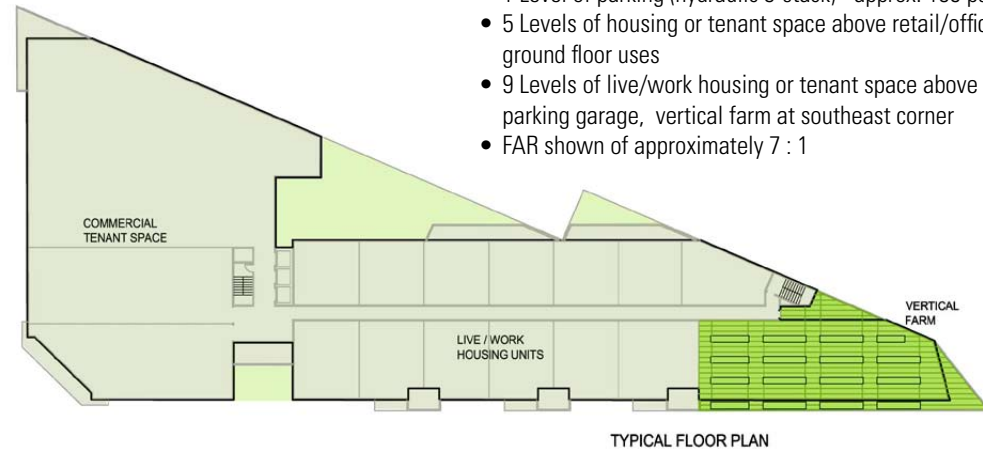 • 5 Levels of housing or tenant space above retail/offic
ground floor uses
• 9 Levels of live/work housing or tenant space above
parking garage, vertical farm at southeast corner
• FAR shown of approximately 7 : 1
COMMERCIAL
TENANT SPACE
VERTICAL
FARM
LIVE / WORK
HOUSING UNITS
TYPICAL FLOOR PLAN